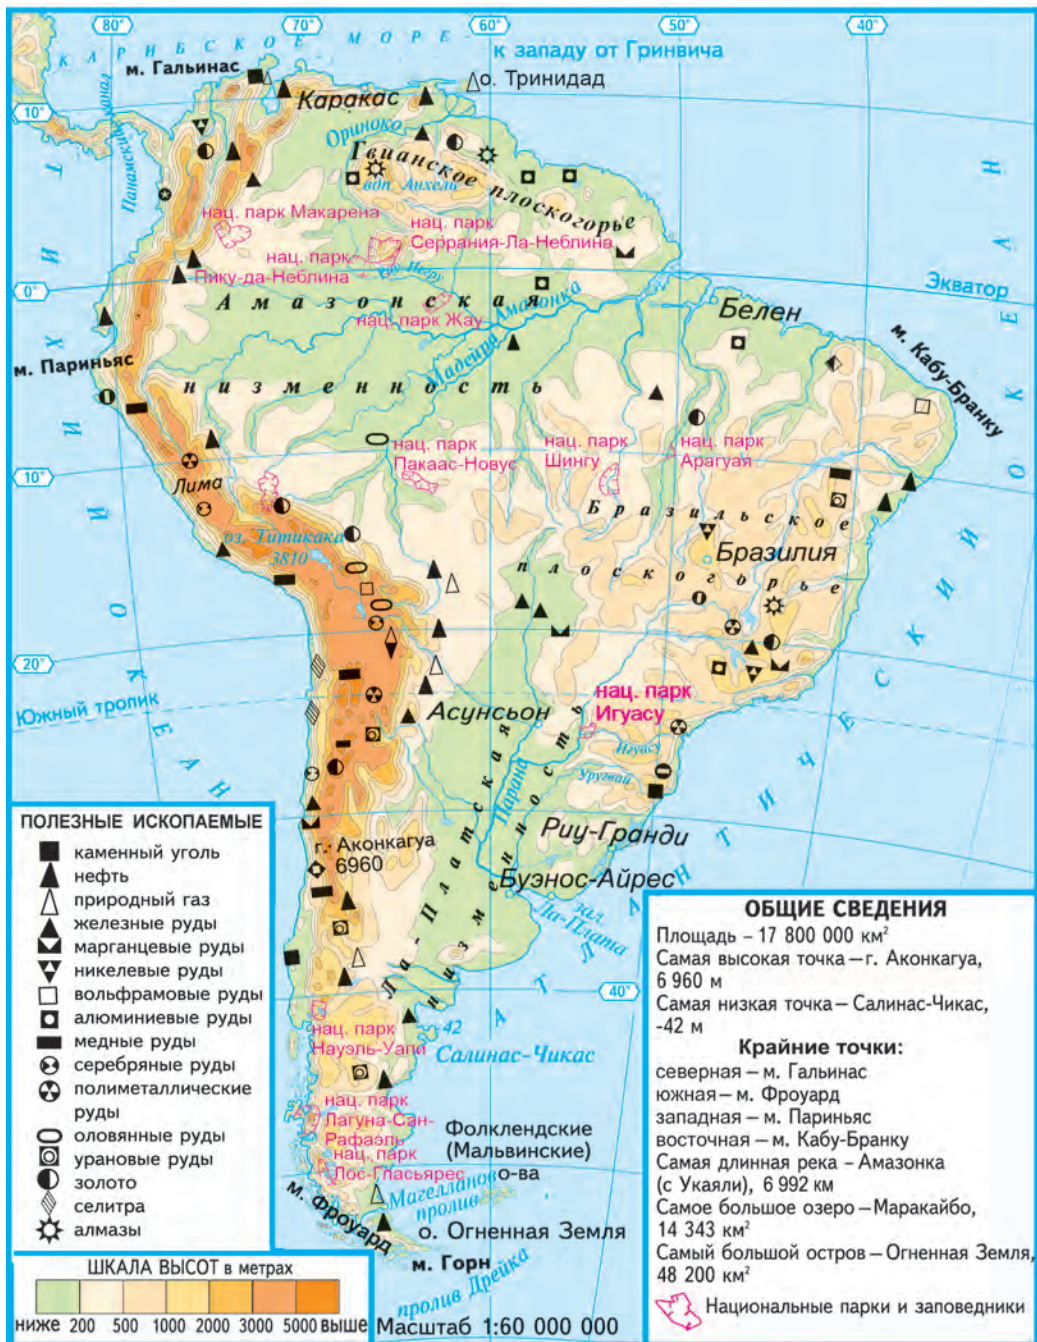 80°
70°
60°
50°
40°
КАРИБСКОЕ МОРЕ
к западу от Гринвича
м. Гальинас
о. Тринидад
Каракас
10°
Панамский канал
Ориноко
Гвианское плоскогорье
вдп. Анхель
нац. парк Макарена
нац. парк
Серрания-Ла-Неблина
нац. парк
Пику-да-Неблина
Риу-Негру
Экватор
0°
Амазонская
Амазонка
Белен
нац. парк Жау
м. Кабу-Бранку
м. Париньяс
Мадейра
низменность
нац. парк
Пакаас-Новус
нац. парк
Шингу
нац. парк
Арагуая
10°
Лима
Бразильское
оз. Титикака
3810
Бразилия
плоскогорье
20°
Южный тропик
нац. парк
Игуасу
Асунсьон
Игуасу
Уругвай
Парана
Риу-Гранди
г. Аконкагуа
6960
Буэнос-Айрес
зал.
Ла-Плата
Ла-Платская
низменность
ТИХИЙ ОКЕАН
АТЛАНТИЧЕСКИЙ ОКЕАН
40°
нац. парк
Науэль-Уапи
42
Салинас-Чикас
нац. парк
Лагуна-Сан-
Рафаэль
нац. парк
Лос-Гласьярес
Фолклендские
(Мальвинские)
о-ва
Магелланов
пролив
м. Фроуард
о. Огненная Земля
м. Горн
пролив Дрейка
Масштаб 1:60 000 000
ПОЛЕЗНЫЕ ИСКОПАЕМЫЕ
каменный уголь
нефть
природный газ
железные руды
марганцевые руды
никелевые руды
вольфрамовые руды
алюминиевые руды
медные руды
серебряные руды
полиметаллические
руды
оловянные руды
урановые руды
золото
селитра
алмазы
ШКАЛА ВЫСОТ в метрах
ниже 200 500 1000 2000 3000 5000 выше
ОБЩИЕ СВЕДЕНИЯ
Площадь – 17 800 000 км²
Самая высокая точка – г. Аконкагуа,
6 960 м
Самая низкая точка – Салинас-Чикас,
-42 м
Крайние точки:
северная – м. Гальинас
южная – м. Фроуард
западная – м. Париньяс
восточная – м. Кабу-Бранку
Самая длинная река – Амазонка
(с Укаяли), 6 992 км
Самое большое озеро – Маракайбо,
14 343 км²
Самый большой остров – Огненная Земля,
48 200 км²
Национальные парки и заповедники